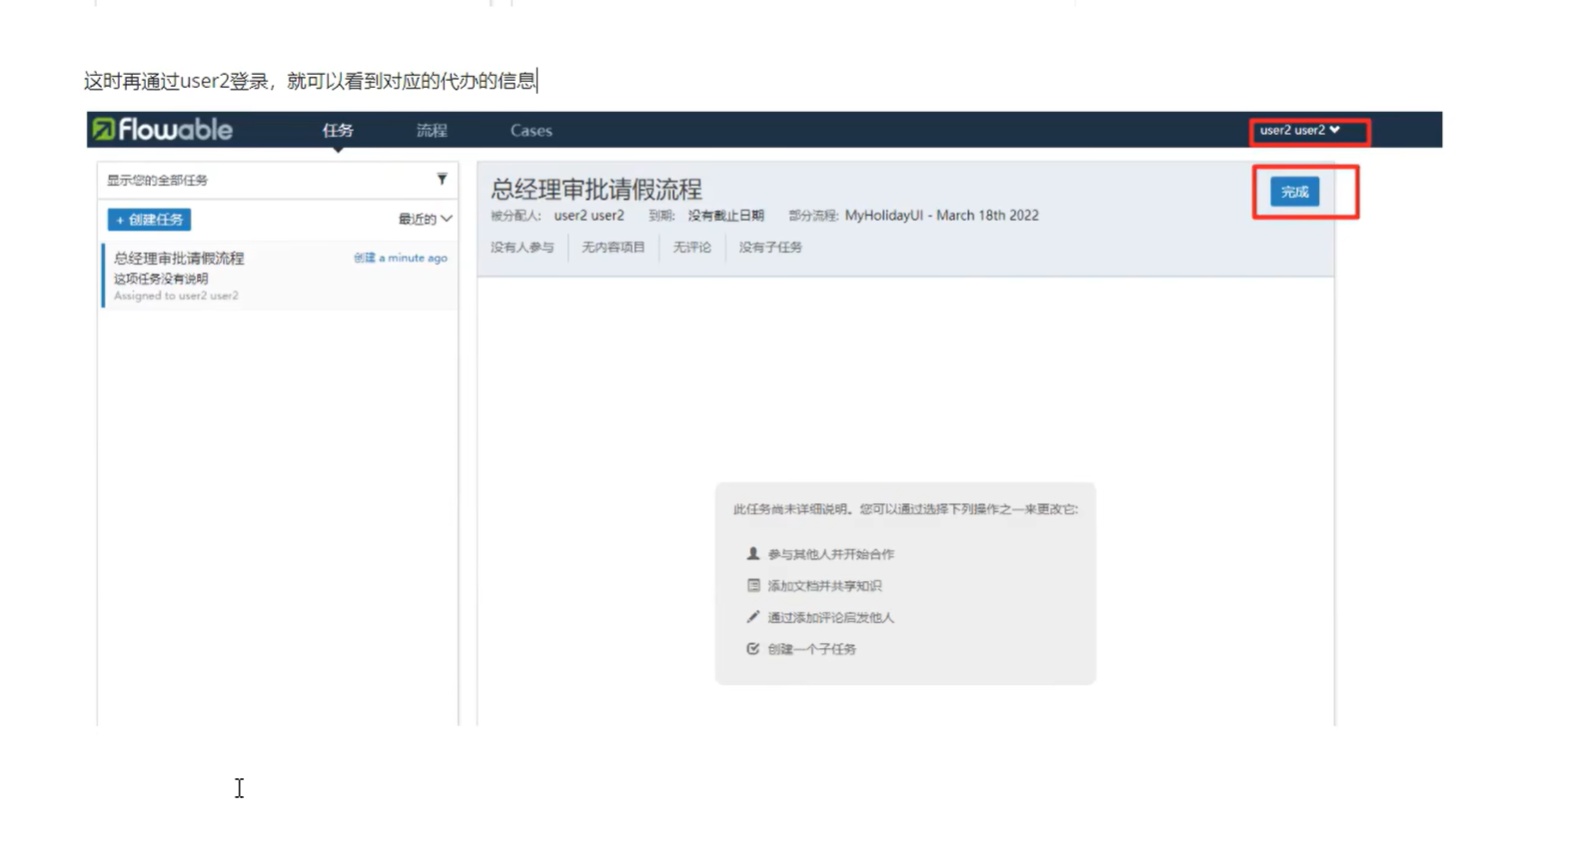 这时再通过user2登录，就可以看到对应的代办的信息
flowable 任务 流程 Cases user2 user2
显示您的全部任务
+ 创建任务 最近的
总经理审批请假流程 创建 a minute ago
这项任务没有说明
Assigned to user2 user2
总经理审批请假流程 完成
被分配人: user2 user2 到期: 没有截止日期 部分流程: MyHolidayUI - March 18th 2022
没有人参与 无内容项目 无评论 没有子任务
此任务尚未详细说明。您可以通过选择下列操作之一来更改它:
参与其他人并开始合作
添加文档并共享知识
通过添加评论启发他人
创建一个子任务